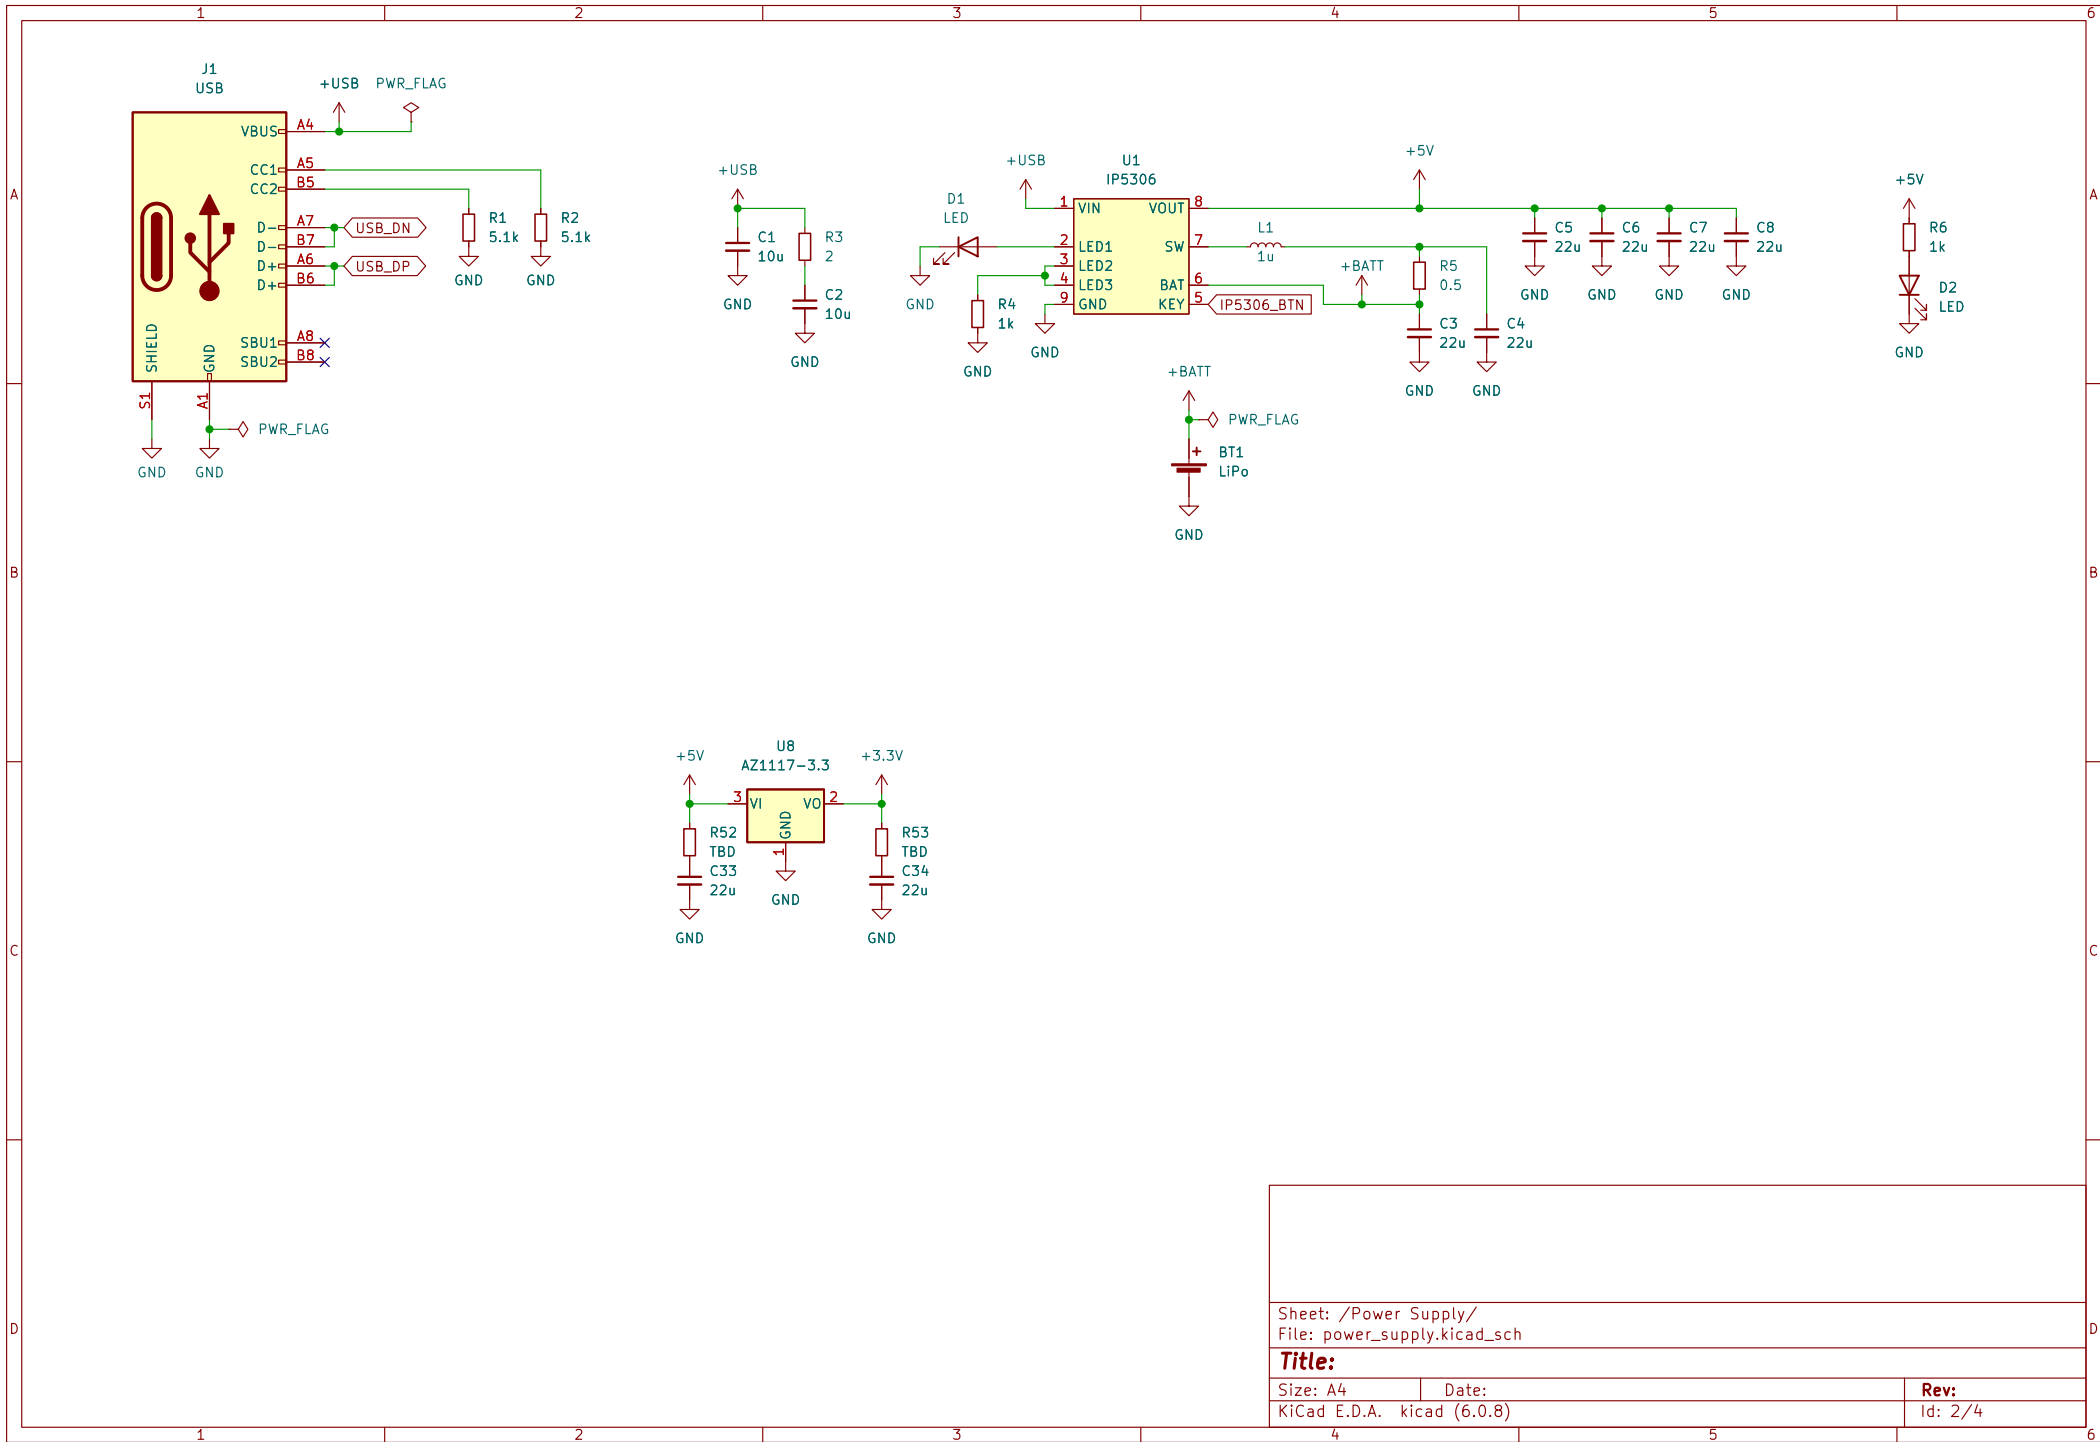 1 2 3 4 5 6
A
B
C
D
A
B
C
D
1 2 3 4 5 6
J1
USB
+USB
PWR_FLAG
VBUS A4
CC1 A5
CC2 B5
D- A7
D- B7
D+ A6
D+ B6
SBU1 A8
SBU2 B8
SHIELD
GND
S1
A1
USB_DN
USB_DP
R1
5.1k
GND
R2
5.1k
GND
PWR_FLAG
GND
GND
+USB
C1
10u
GND
R3
2
C2
10u
GND
+USB
D1
LED
GND
R4
1k
GND
GND
U1
IP5306
1 VIN
2 LED1
3 LED2
4 LED3
9 GND
VOUT 8
SW 7
BAT 6
KEY 5
IP5306_BTN
L1
1u
+BATT
+5V
R5
0.5
C3
22u
GND
C4
22u
GND
C5
22u
GND
C6
22u
GND
C7
22u
GND
C8
22u
GND
+5V
R6
1k
D2
LED
GND
+BATT
PWR_FLAG
+
BT1
LiPo
GND
+5V
U8
AZ1117-3.3
+3.3V
3 VI
VO 2
GND
1
GND
R52
TBD
C33
22u
GND
R53
TBD
C34
22u
GND
Sheet: /Power Supply/
File: power_supply.kicad_sch
Title:
Size: A4 Date: Rev:
KiCad E.D.A. kicad (6.0.8) Id: 2/4